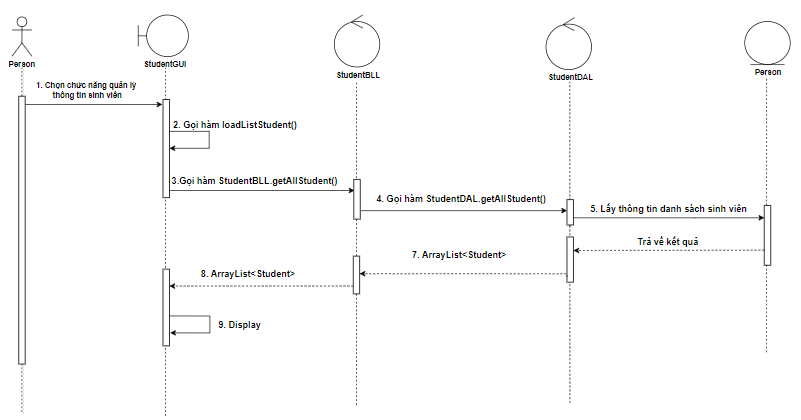 Person
StudentGUI
StudentBLL
StudentDAL
Person
1. Chọn chức năng quản lý
thông tin sinh viên
2. Gọi hàm loadListStudent()
3.Gọi hàm StudentBLL.getAllStudent()
4. Gọi hàm StudentDAL.getAllStudent()
5. Lấy thông tin danh sách sinh viên
Trả về kết quả
7. ArrayList<Student>
8. ArrayList<Student>
9. Display